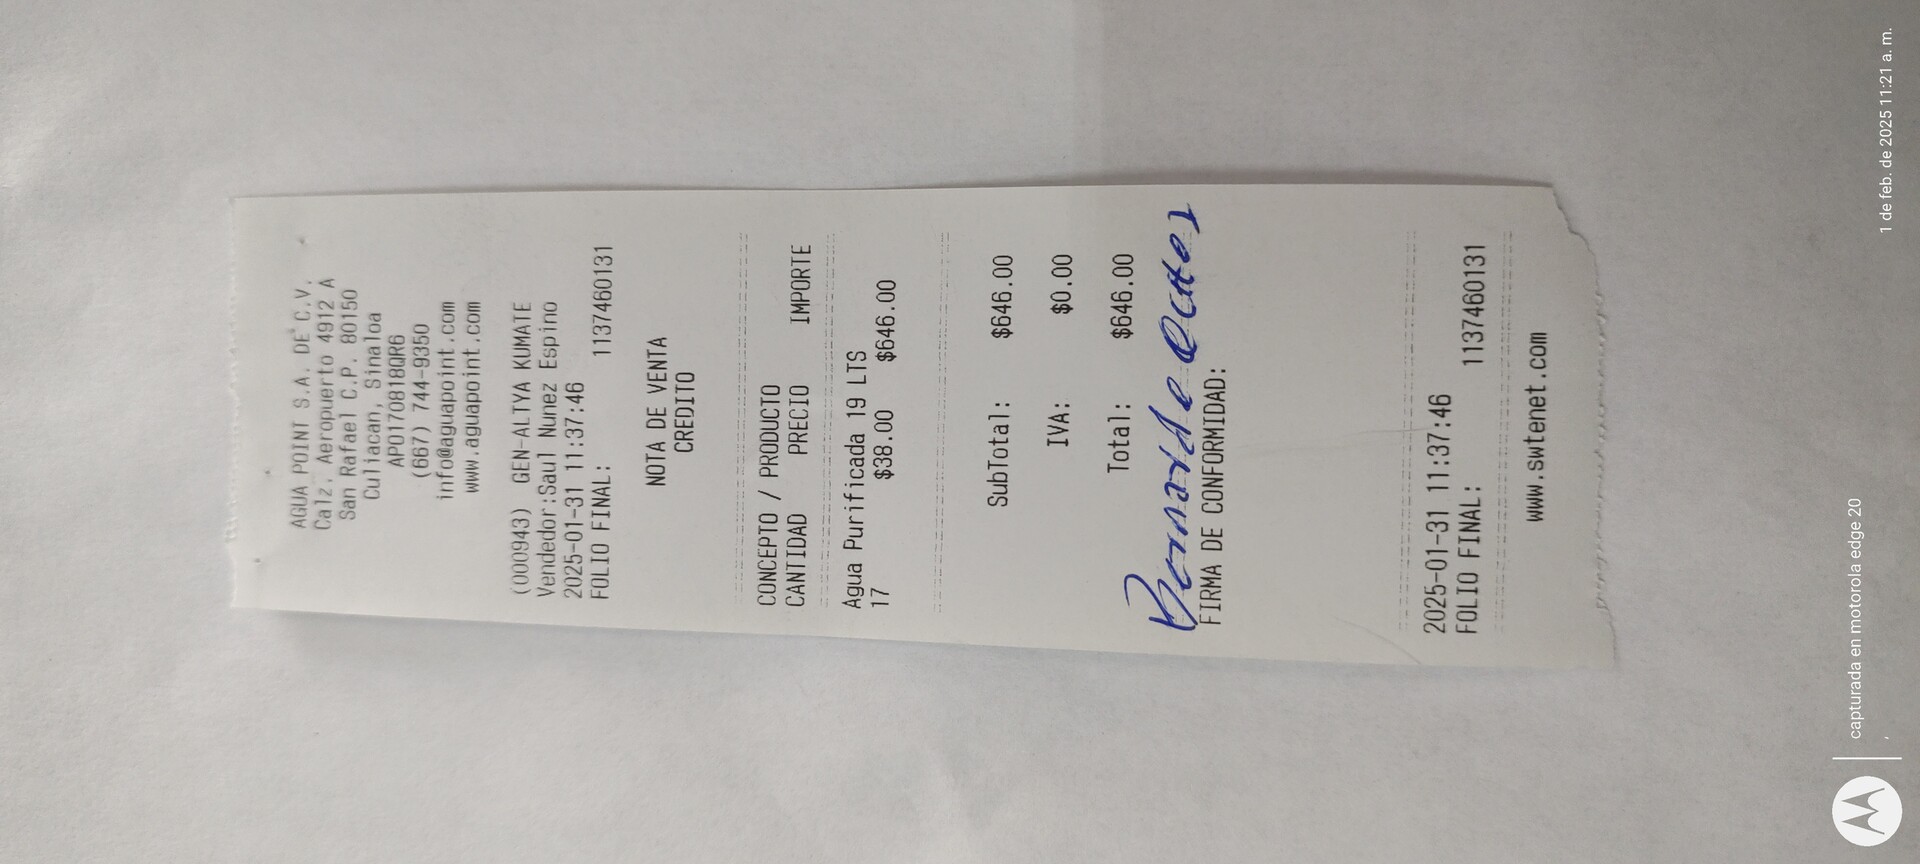 AGUA POINT S.A. DE C.V.
Calz. Aeropuerto 4912 A
San Rafael C.P. 80150
Culiacan, Sinaloa
APO170818QR6
(667) 744-9350
info@aguapoint.com
www.aguapoint.com
(000943) GEN-ALTYA KUMATE
Vendedor:Saul Nunez Espino
2025-01-31 11:37:46
FOLIO FINAL: 1137460131
NOTA DE VENTA
CREDITO
CONCEPTO / PRODUCTO
CANTIDAD PRECIO IMPORTE
Agua Purificada 19 LTS
17 $38.00 $646.00
SubTotal: $646.00
IVA: $0.00
Total: $646.00
FIRMA DE CONFORMIDAD:
2025-01-31 11:37:46
FOLIO FINAL: 1137460131
www.swtenet.com
capturada en motorola edge 20
1 de feb. de 2025 11:21 a. m.